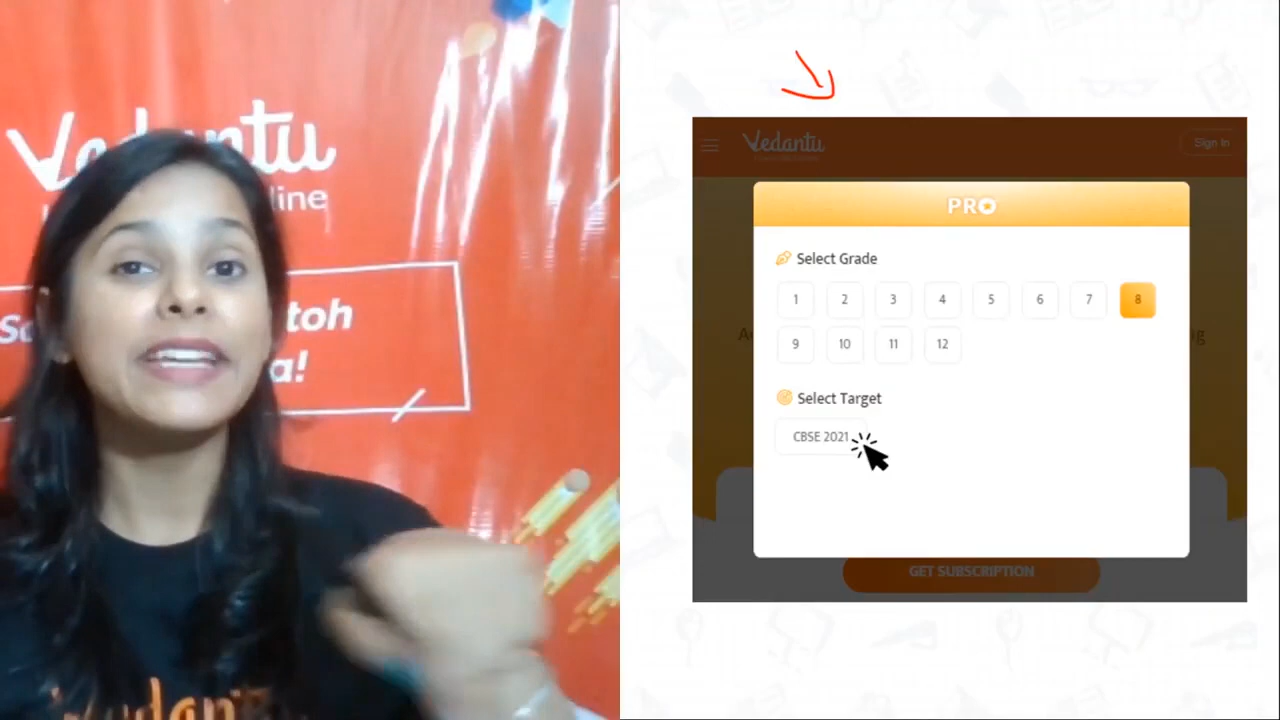 Vedantu
line
toh
a!
Vedantu
Vedantu
Sign In
PRO
Select Grade
1 2 3 4 5 6 7 8
9 10 11 12
Select Target
CBSE 2021
GET SUBSCRIPTION